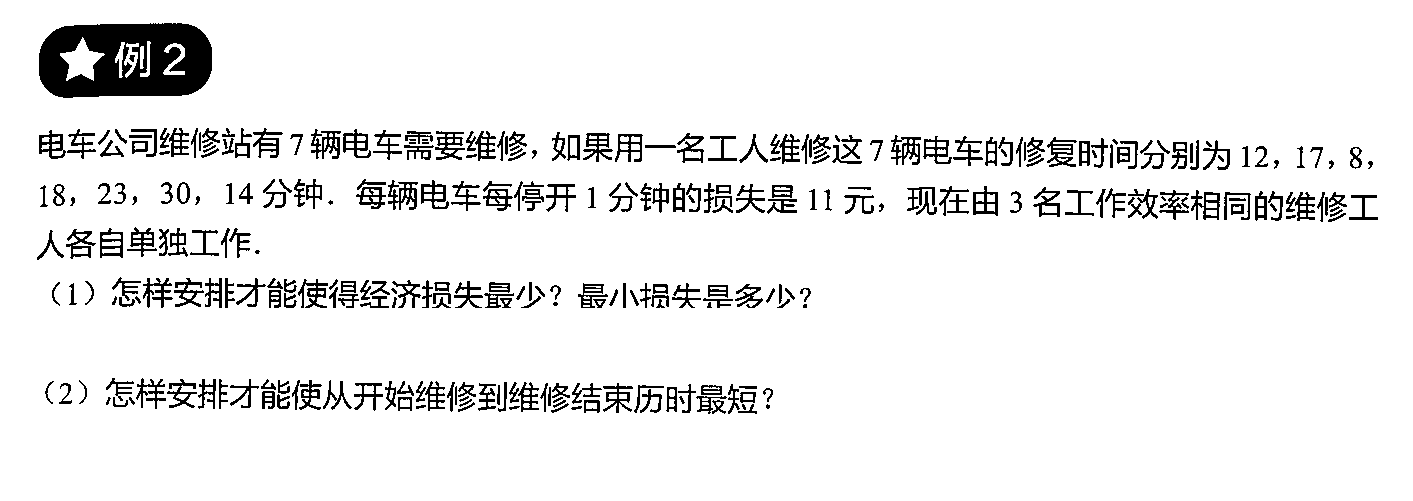 ★例2
电车公司维修站有7辆电车需要维修，如果用一名工人维修这7辆电车的修复时间分别为12，17，8，
18，23，30，14分钟．每辆电车每停开1分钟的损失是11元，现在由3名工作效率相同的维修工
人各自单独工作．
（1）怎样安排才能使得经济损失最少？最小损失是多少？
（2）怎样安排才能使从开始维修到维修结束历时最短？